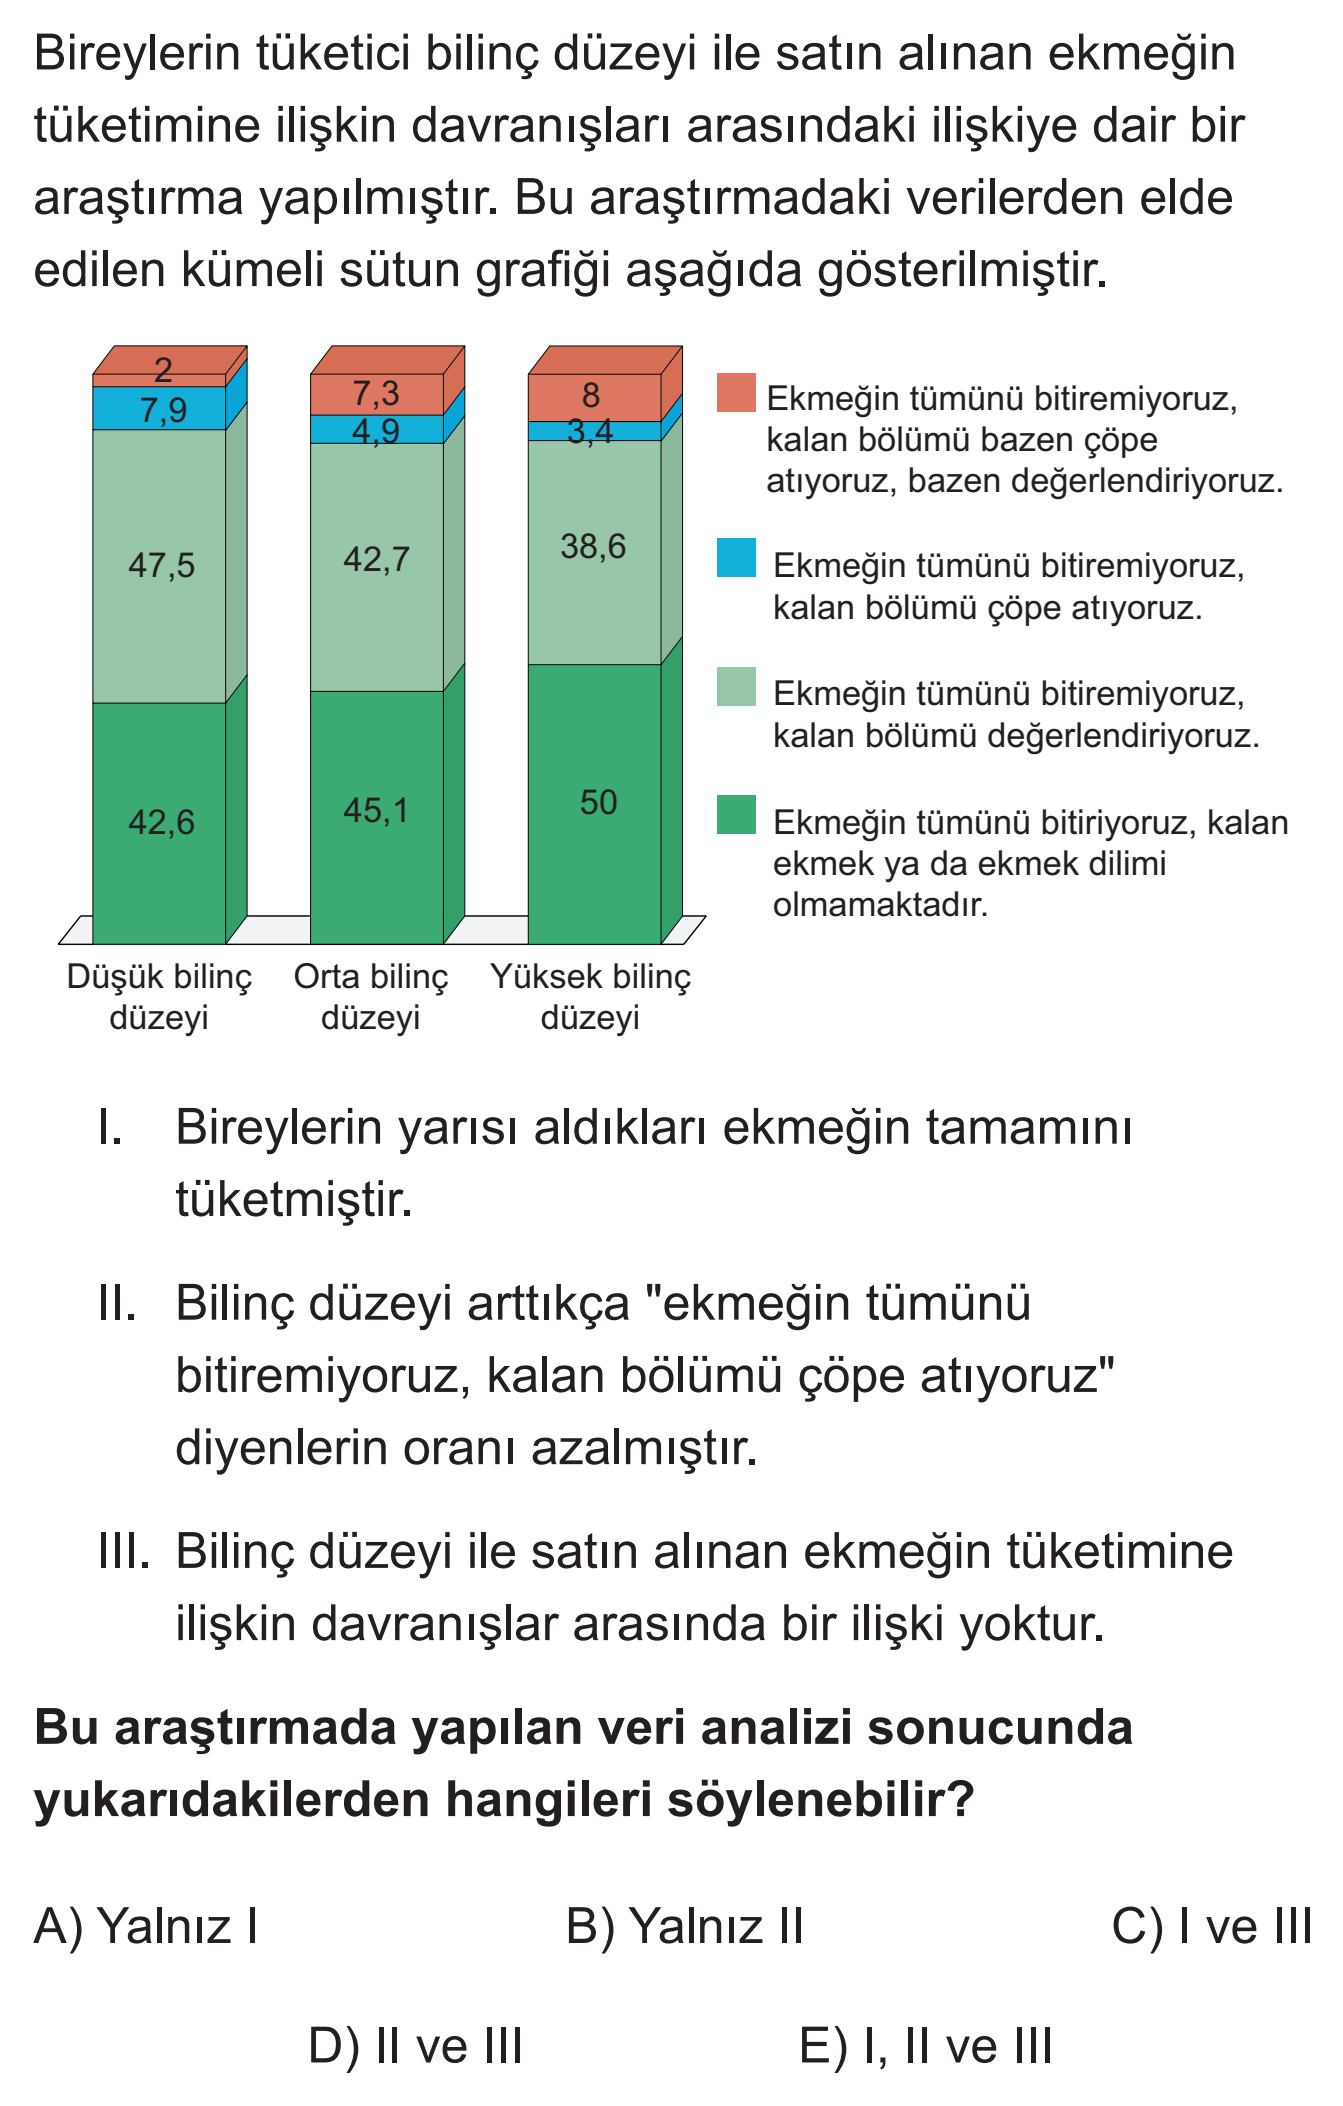 Bireylerin tüketici bilinç düzeyi ile satın alınan ekmeğin
tüketimine ilişkin davranışları arasındaki ilişkiye dair bir
araştırma yapılmıştır. Bu araştırmadaki verilerden elde
edilen kümeli sütun grafiği aşağıda gösterilmiştir.
2
7,9
47,5
42,6
7,3
4,9
42,7
45,1
8
3,4
38,6
50
Düşük bilinç
düzeyi
Orta bilinç
düzeyi
Yüksek bilinç
düzeyi
Ekmeğin tümünü bitiremiyoruz,
kalan bölümü bazen çöpe
atıyoruz, bazen değerlendiriyoruz.
Ekmeğin tümünü bitiremiyoruz,
kalan bölümü çöpe atıyoruz.
Ekmeğin tümünü bitiremiyoruz,
kalan bölümü değerlendiriyoruz.
Ekmeğin tümünü bitiriyoruz, kalan
ekmek ya da ekmek dilimi
olmamaktadır.
I. Bireylerin yarısı aldıkları ekmeğin tamamını
tüketmiştir.
II. Bilinç düzeyi arttıkça "ekmeğin tümünü
bitiremiyoruz, kalan bölümü çöpe atıyoruz"
diyenlerin oranı azalmıştır.
III. Bilinç düzeyi ile satın alınan ekmeğin tüketimine
ilişkin davranışlar arasında bir ilişki yoktur.
Bu araştırmada yapılan veri analizi sonucunda
yukarıdakilerden hangileri söylenebilir?
A) Yalnız I B) Yalnız II C) I ve III
D) II ve III E) I, II ve III